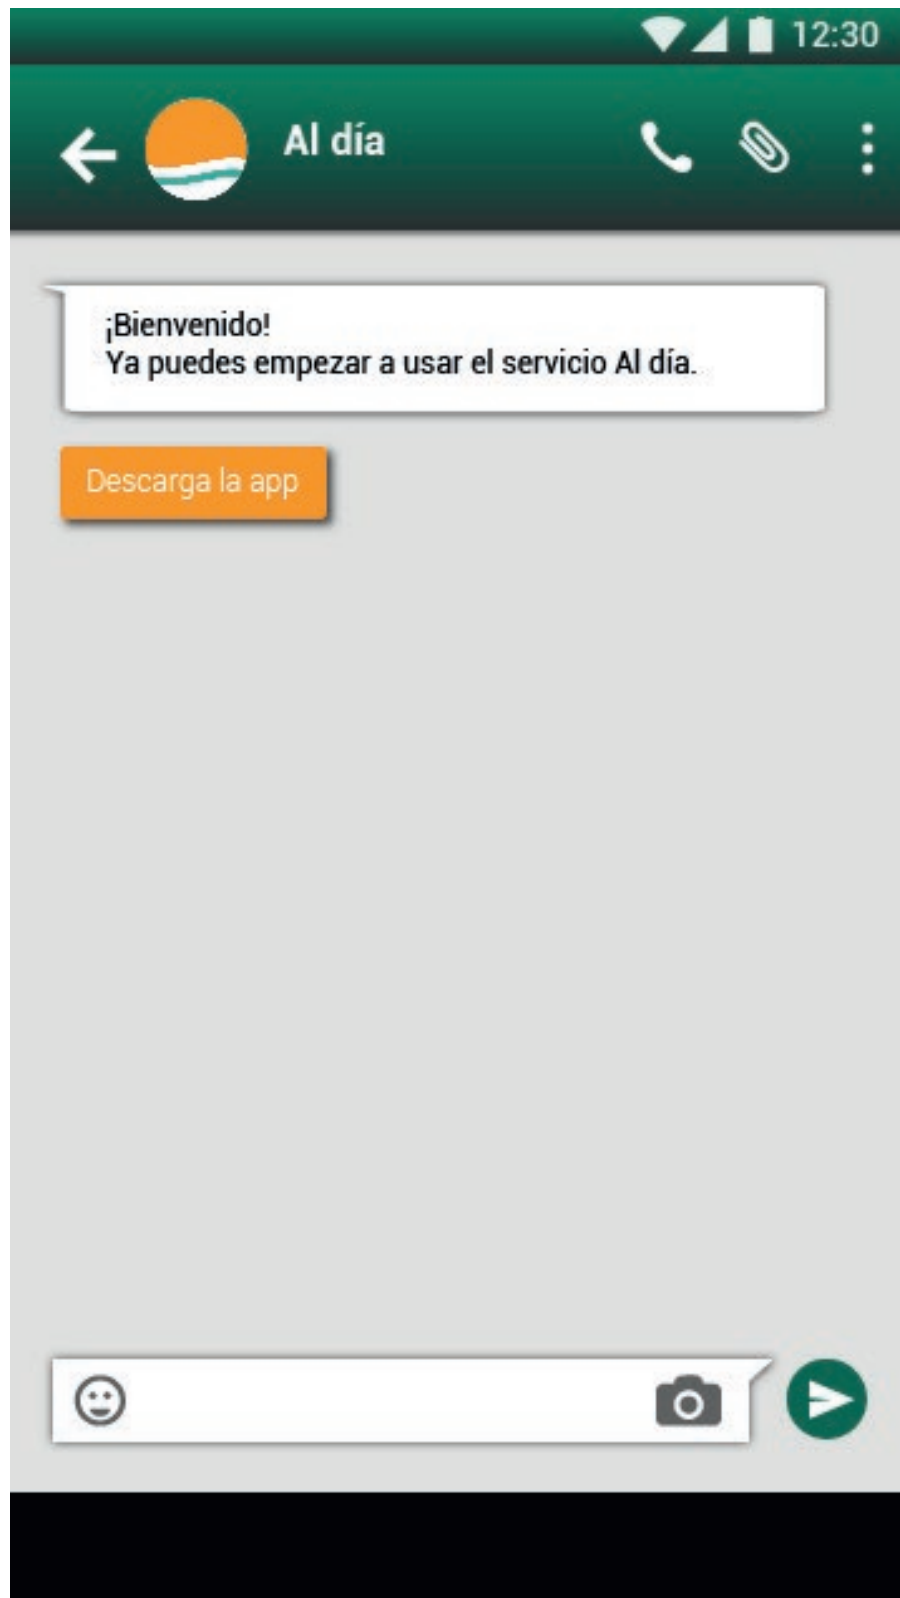 12:30
Al día
¡Bienvenido!
Ya puedes empezar a usar el servicio Al día.
Descarga la app